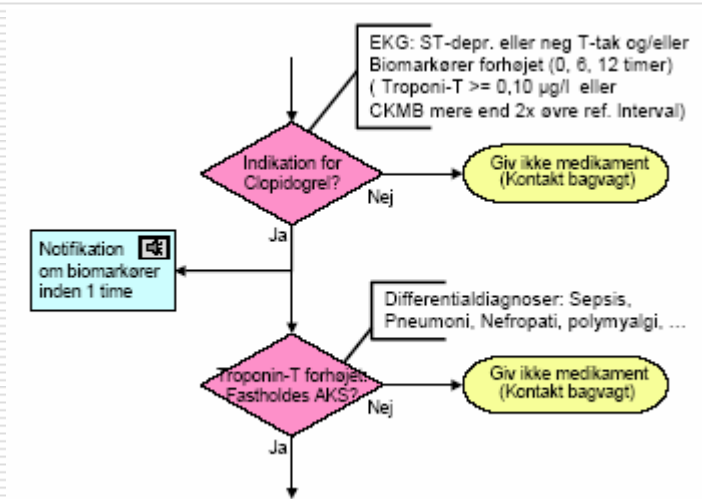 EKG: ST-depr. eller neg T-tak og/eller
Biomarkører forhøjet (0, 6, 12 timer)
( Troponi-T >= 0,10 µg/l eller
CKMB mere end 2x øvre ref. Interval)
Indikation for
Clopidogrel?
Nej
Giv ikke medikament
(Kontakt bagvagt)
Ja
Notifikation
om biomarkører
inden 1 time
Differentialdiagnoser: Sepsis,
Pneumoni, Nefropati, polymyalgi, ...
Troponin-T forhøjet:
Fastholdes AKS?
Nej
Giv ikke medikament
(Kontakt bagvagt)
Ja